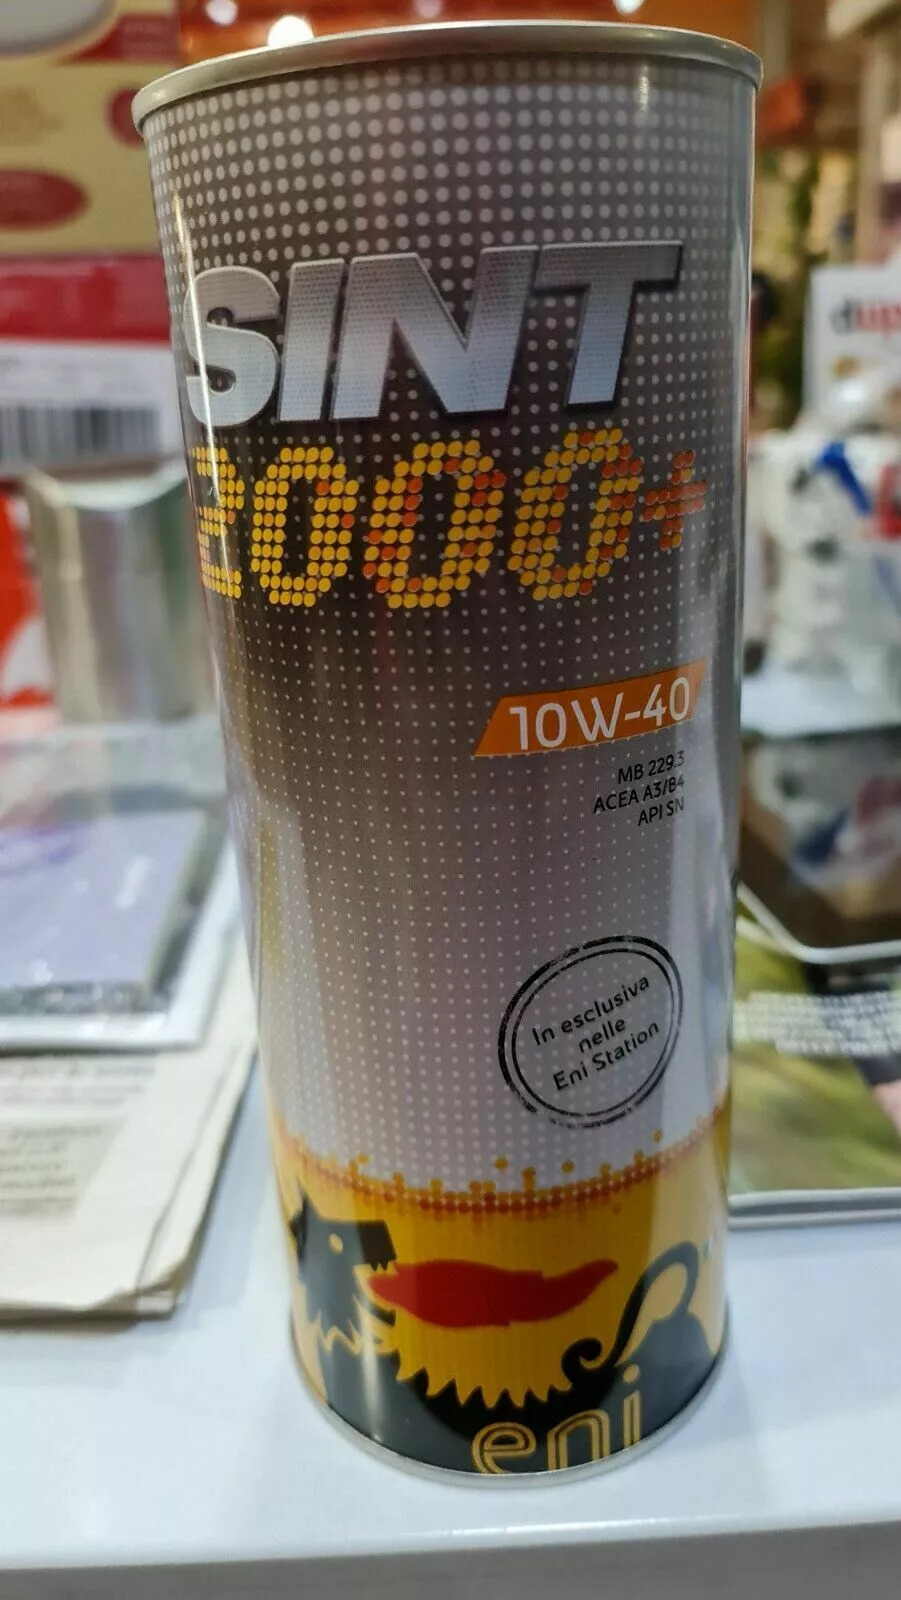 SINT
2000+
10W-40
MB 229.3
ACEA A3/B4
API SN
In esclusiva
nelle
Eni Station
eni